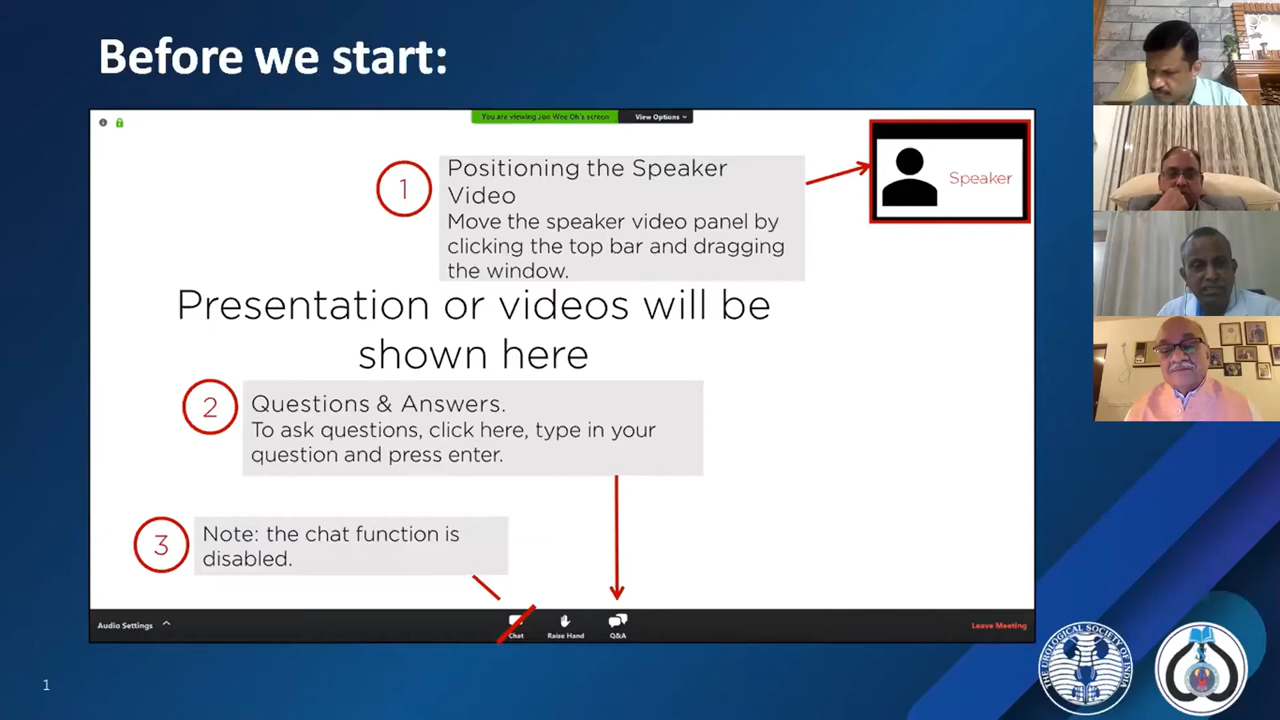 Before we start:
You are viewing Joo Wee Oh's screen
View Options
1
Positioning the Speaker
Video
Move the speaker video panel by
clicking the top bar and dragging
the window.
Speaker
Presentation or videos will be
shown here
2
Questions & Answers.
To ask questions, click here, type in your
question and press enter.
3
Note: the chat function is
disabled.
Audio Settings
Chat
Raise Hand
Q&A
Leave Meeting
THE UROLOGICAL SOCIETY OF INDIA
1